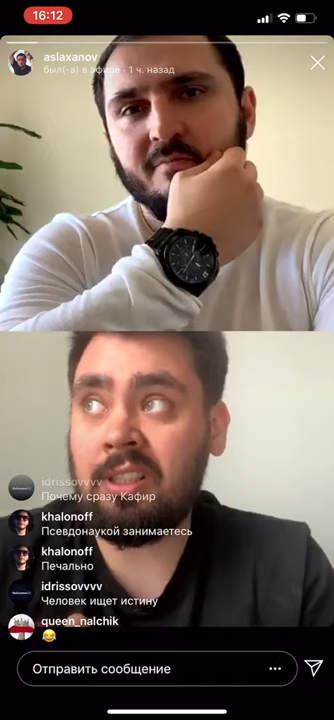 16:12
aslaxanov
был(-а) в эфире · 1 ч. назад
idrissovvvv
Почему сразу Кафир
khalonoff
Псевдонаукой занимаетесь
khalonoff
Печально
idrissovvvv
Человек ищет истину
queen_nalchik
😂
Отправить сообщение